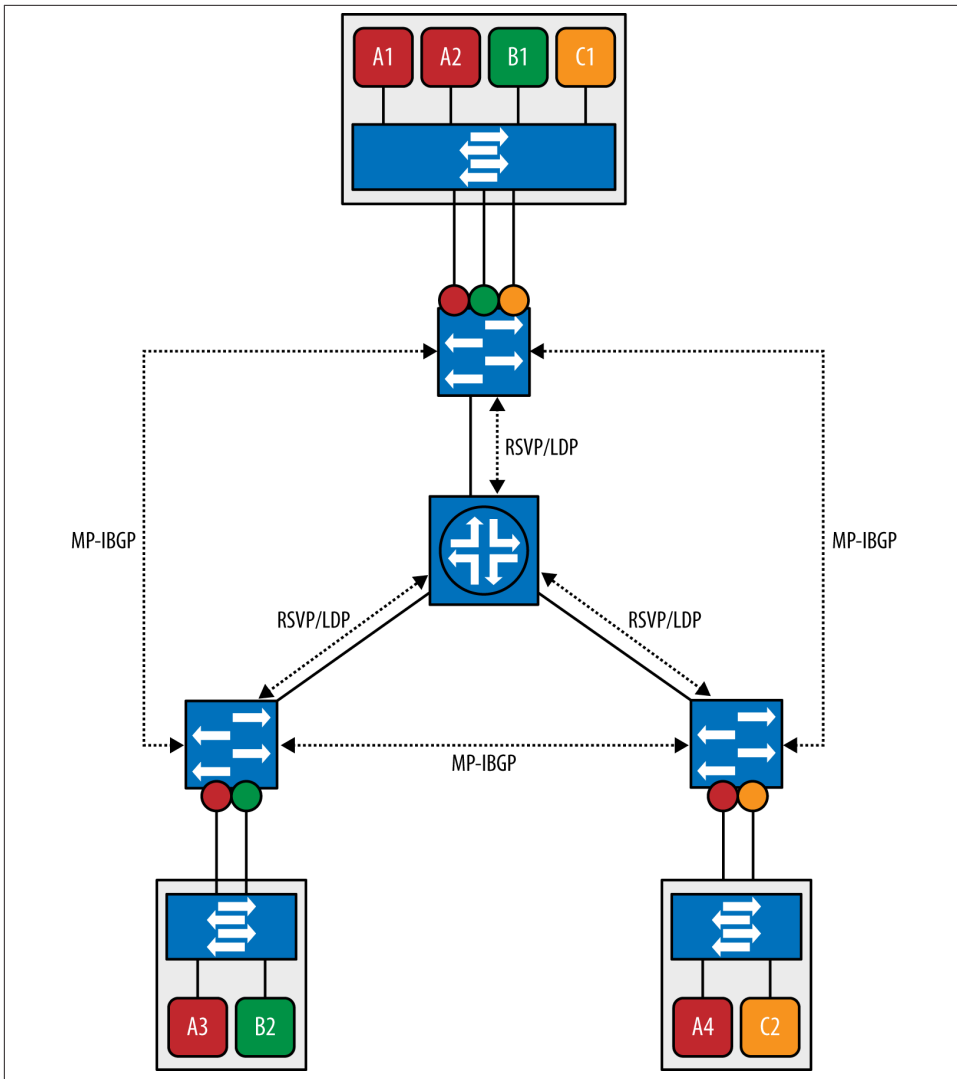 A1
A2
B1
C1
RSVP/LDP
MP-IBGP
MP-IBGP
RSVP/LDP
RSVP/LDP
MP-IBGP
A3
B2
A4
C2